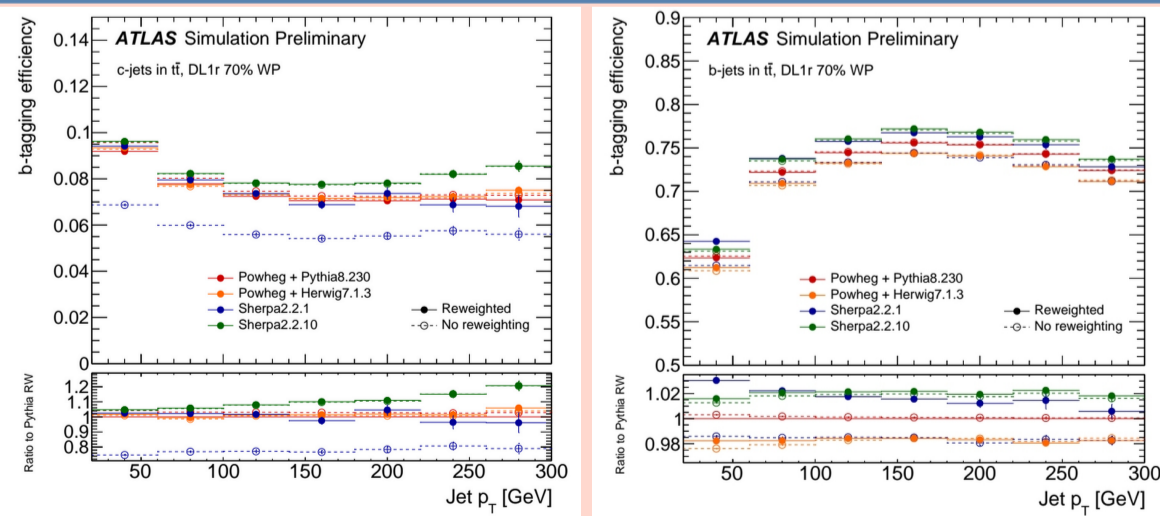 ATLAS Simulation Preliminary
c-jets in tt̄, DL1r 70% WP
b-tagging efficiency
0.14
0.12
0.1
0.08
0.06
0.04
0.02
0
Powheg + Pythia8.230
Powheg + Herwig7.1.3
Sherpa2.2.1
Sherpa2.2.10
Reweighted
No reweighting
Ratio to Pythia RW
1.2
1.1
1
0.9
0.8
50 100 150 200 250 300
Jet pT [GeV]
ATLAS Simulation Preliminary
b-jets in tt̄, DL1r 70% WP
b-tagging efficiency
0.9
0.85
0.8
0.75
0.7
0.65
0.6
0.55
0.5
Powheg + Pythia8.230
Powheg + Herwig7.1.3
Sherpa2.2.1
Sherpa2.2.10
Reweighted
No reweighting
Ratio to Pythia RW
1.02
1
0.98
50 100 150 200 250 300
Jet pT [GeV]